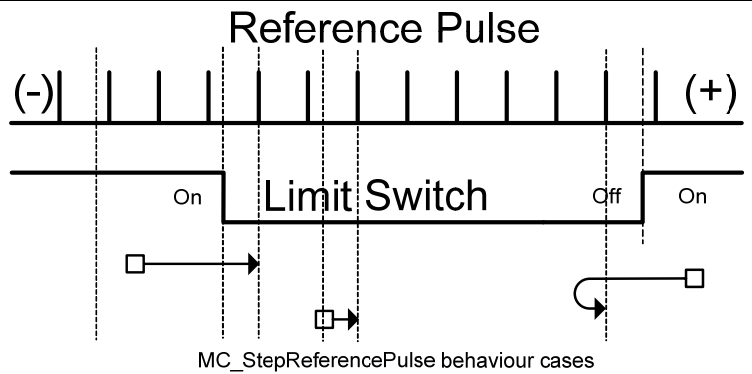 Reference Pulse
(-) (+)
On Limit Switch Off On
MC_StepReferencePulse behaviour cases